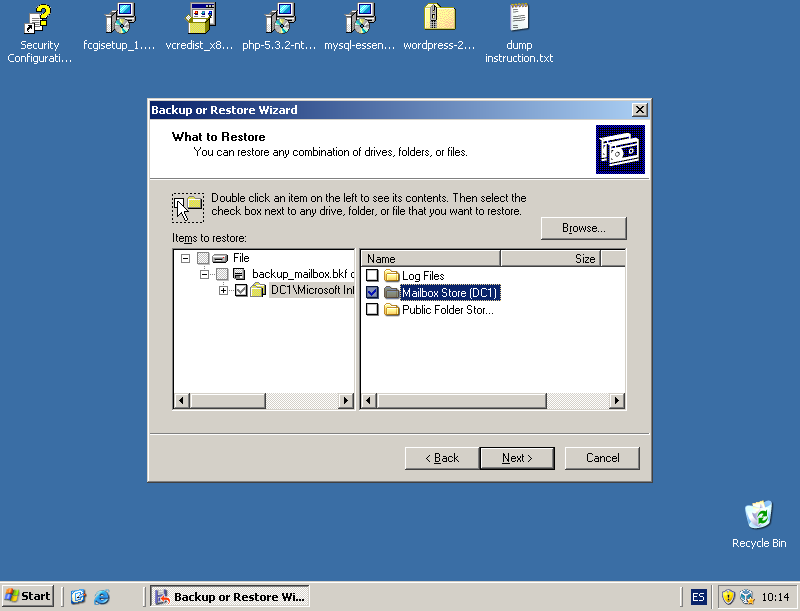 Security
Configurati...
fcgisetup_1....
vcredist_x8...
php-5.3.2-nt...
mysql-essen...
wordpress-2...
dump
instruction.txt
Backup or Restore Wizard
What to Restore
You can restore any combination of drives, folders, or files.
Double click an item on the left to see its contents. Then select the
check box next to any drive, folder, or file that you want to restore.
Browse...
Items to restore:
File
backup_mailbox.bkf c
DC1\Microsoft Inf
Name
Size
Log Files
Mailbox Store (DC1)
Public Folder Stor...
< Back
Next >
Cancel
Recycle Bin
Start
Backup or Restore Wi...
ES
10:14